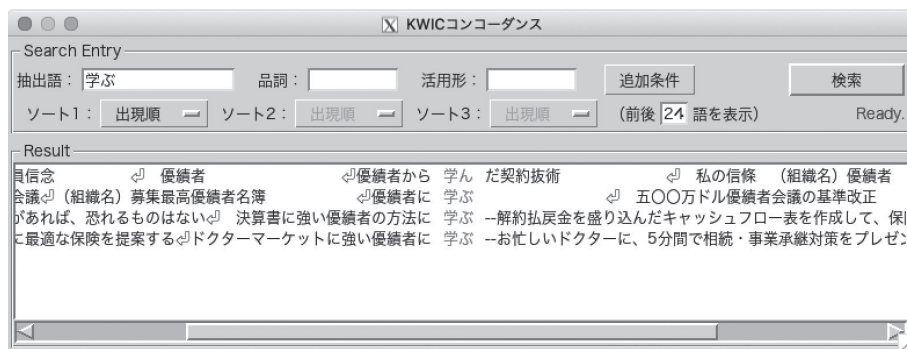 KWICコンコーダンス
Search Entry
抽出語： 学ぶ 品詞： 活用形： 追加条件 検索
ソート1： 出現順 ソート2： 出現順 ソート3： 出現順 （前後 24 語を表示） Ready.
Result
員信念 ⏎ 優績者 ⏎優績者から 学ん だ契約技術 ⏎ 私の信條 （組織名）優績者
会議⏎（組織名）募集最高優績者名簿 ⏎優績者に 学ぶ ⏎ 五〇〇万ドル優績者会議の基準改正
があれば、恐れるものはない⏎ 決算書に強い優績者の方法に 学ぶ --解約払戻金を盛り込んだキャッシュフロー表を作成して、保
に最適な保険を提案する⏎ドクターマーケットに強い優績者に 学ぶ --お忙しいドクターに、5分間で相続・事業承継対策をプレゼン